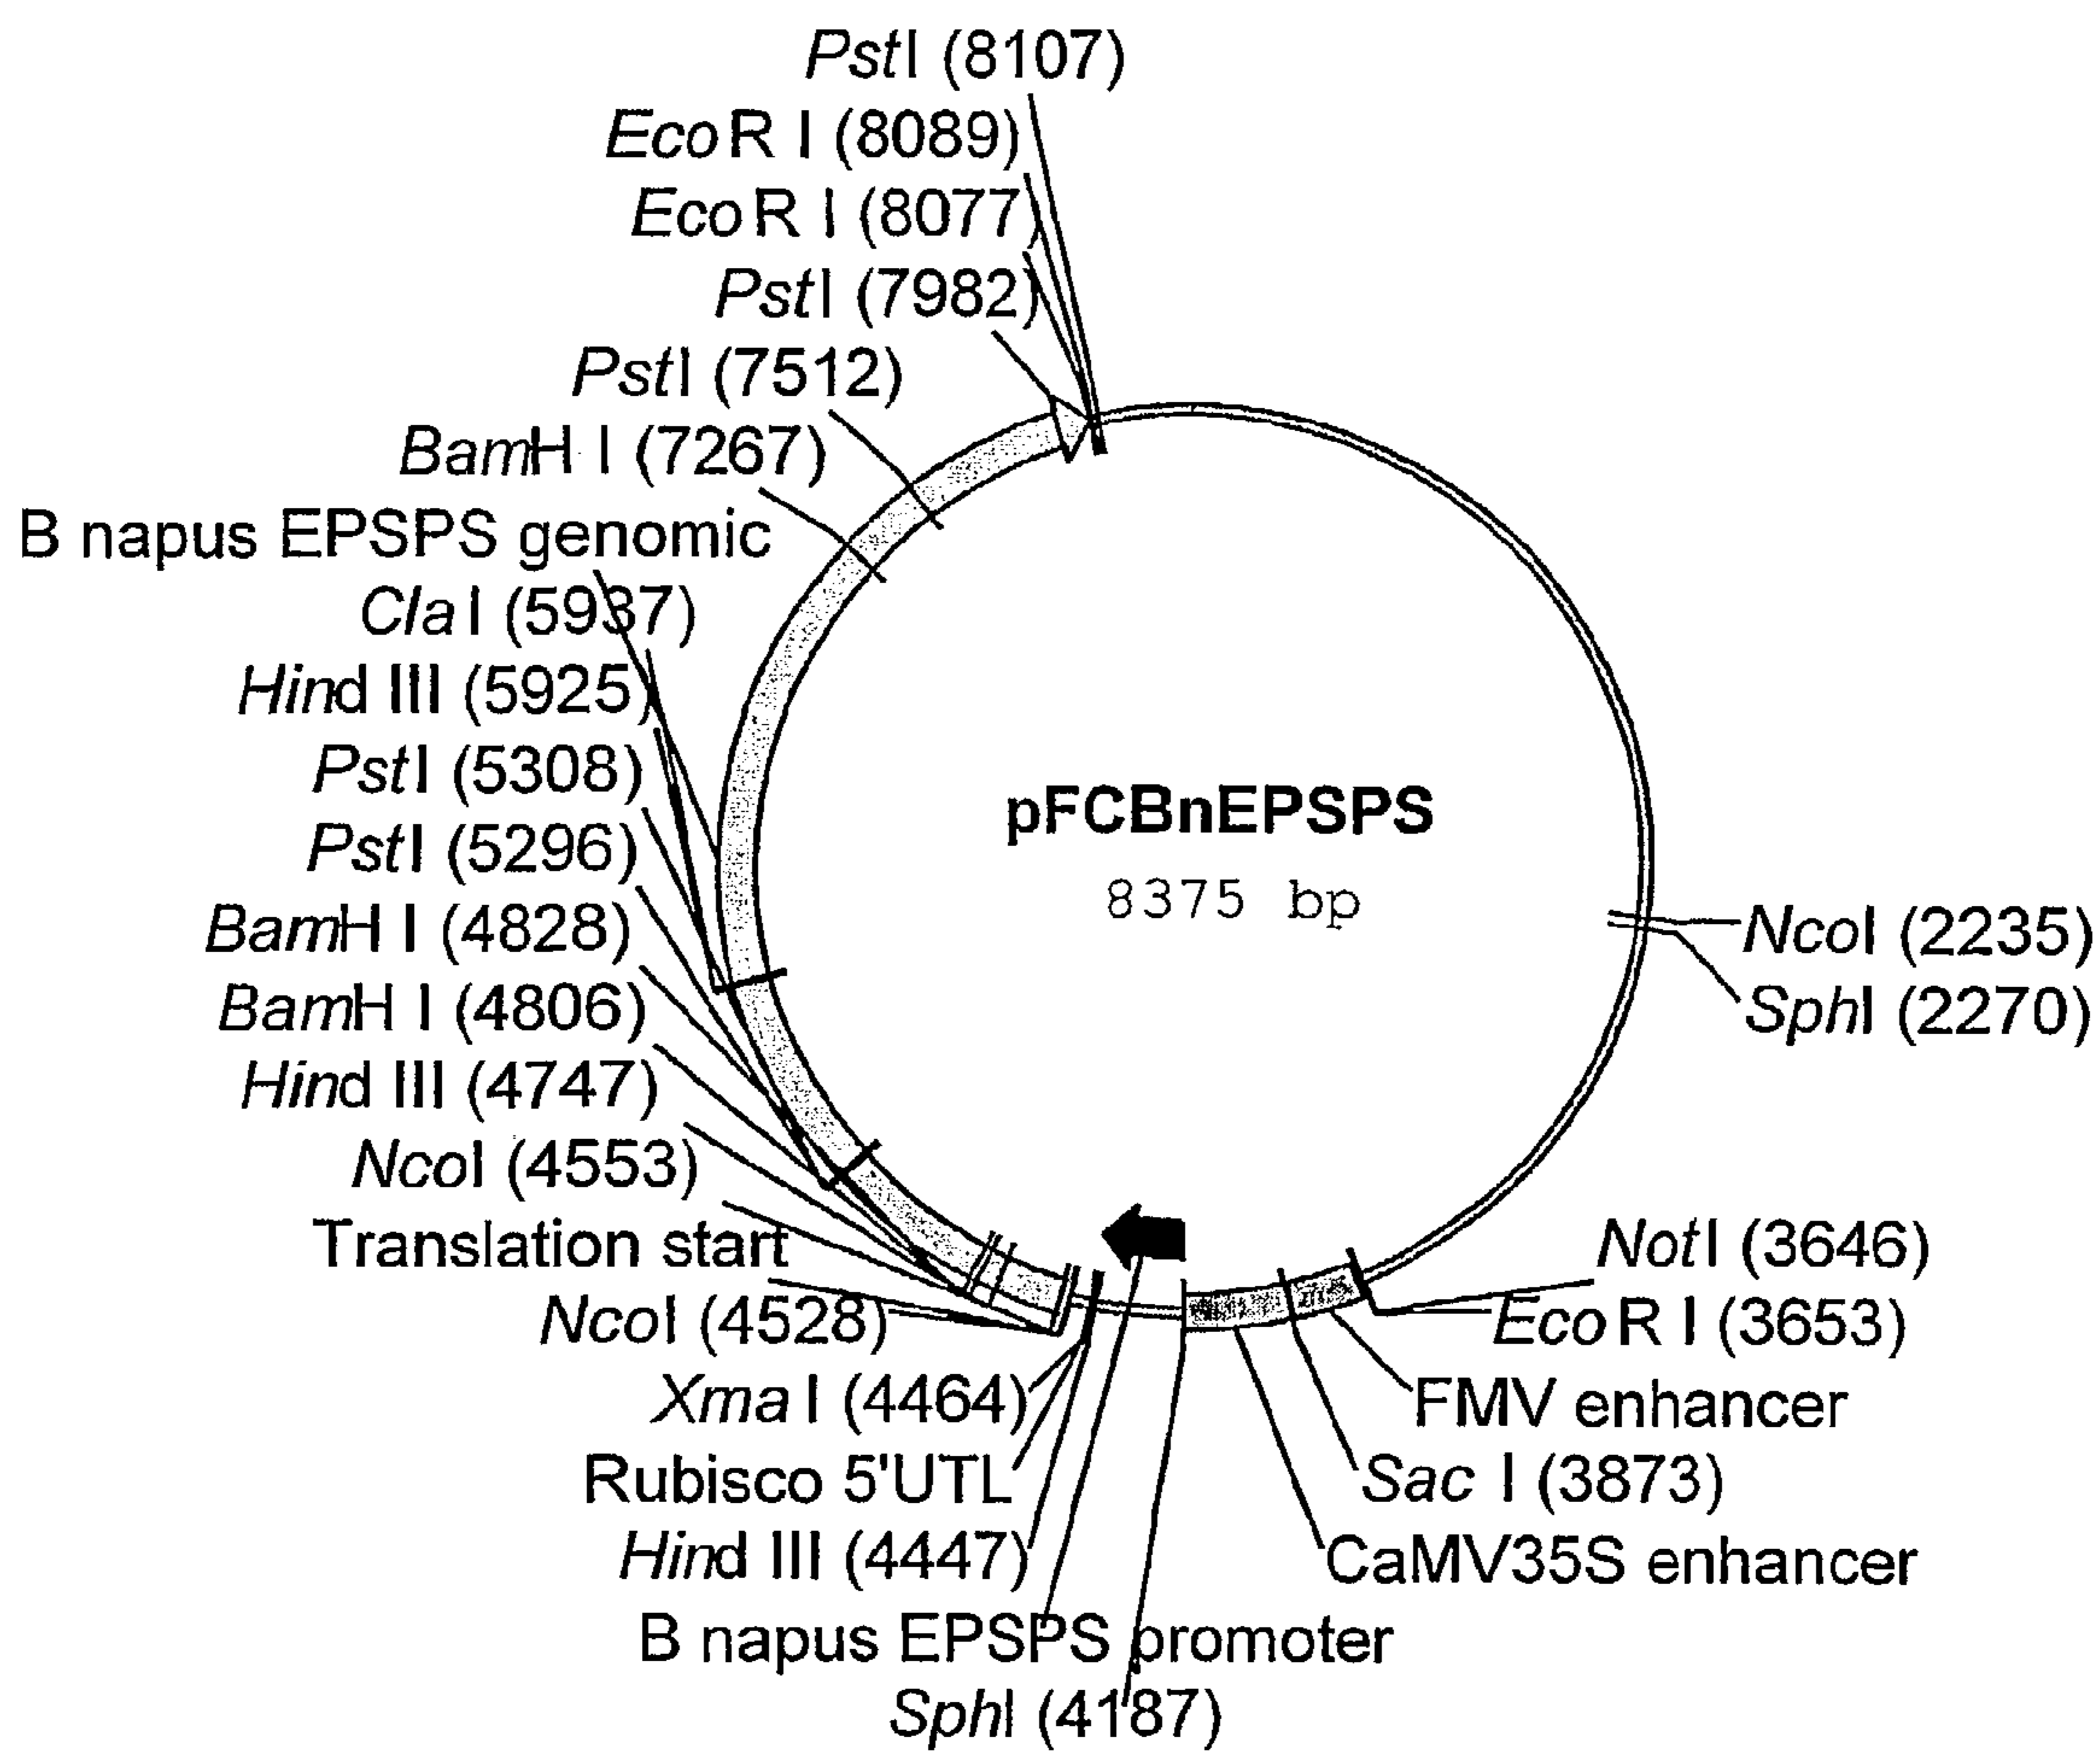 PstI (8107)
EcoR I (8089)
EcoR I (8077)
PstI (7982)
PstI (7512)
BamH I (7267)
B napus EPSPS genomic
ClaI (5937)
Hind III (5925)
PstI (5308)
PstI (5296)
BamH I (4828)
BamH I (4806)
Hind III (4747)
NcoI (4553)
Translation start
NcoI (4528)
XmaI (4464)
Rubisco 5'UTL
Hind III (4447)
B napus EPSPS promoter
SphI (4187)
pFCBnEPSPS
8375 bp
NcoI (2235)
SphI (2270)
NotI (3646)
EcoR I (3653)
FMV enhancer
Sac I (3873)
CaMV35S enhancer